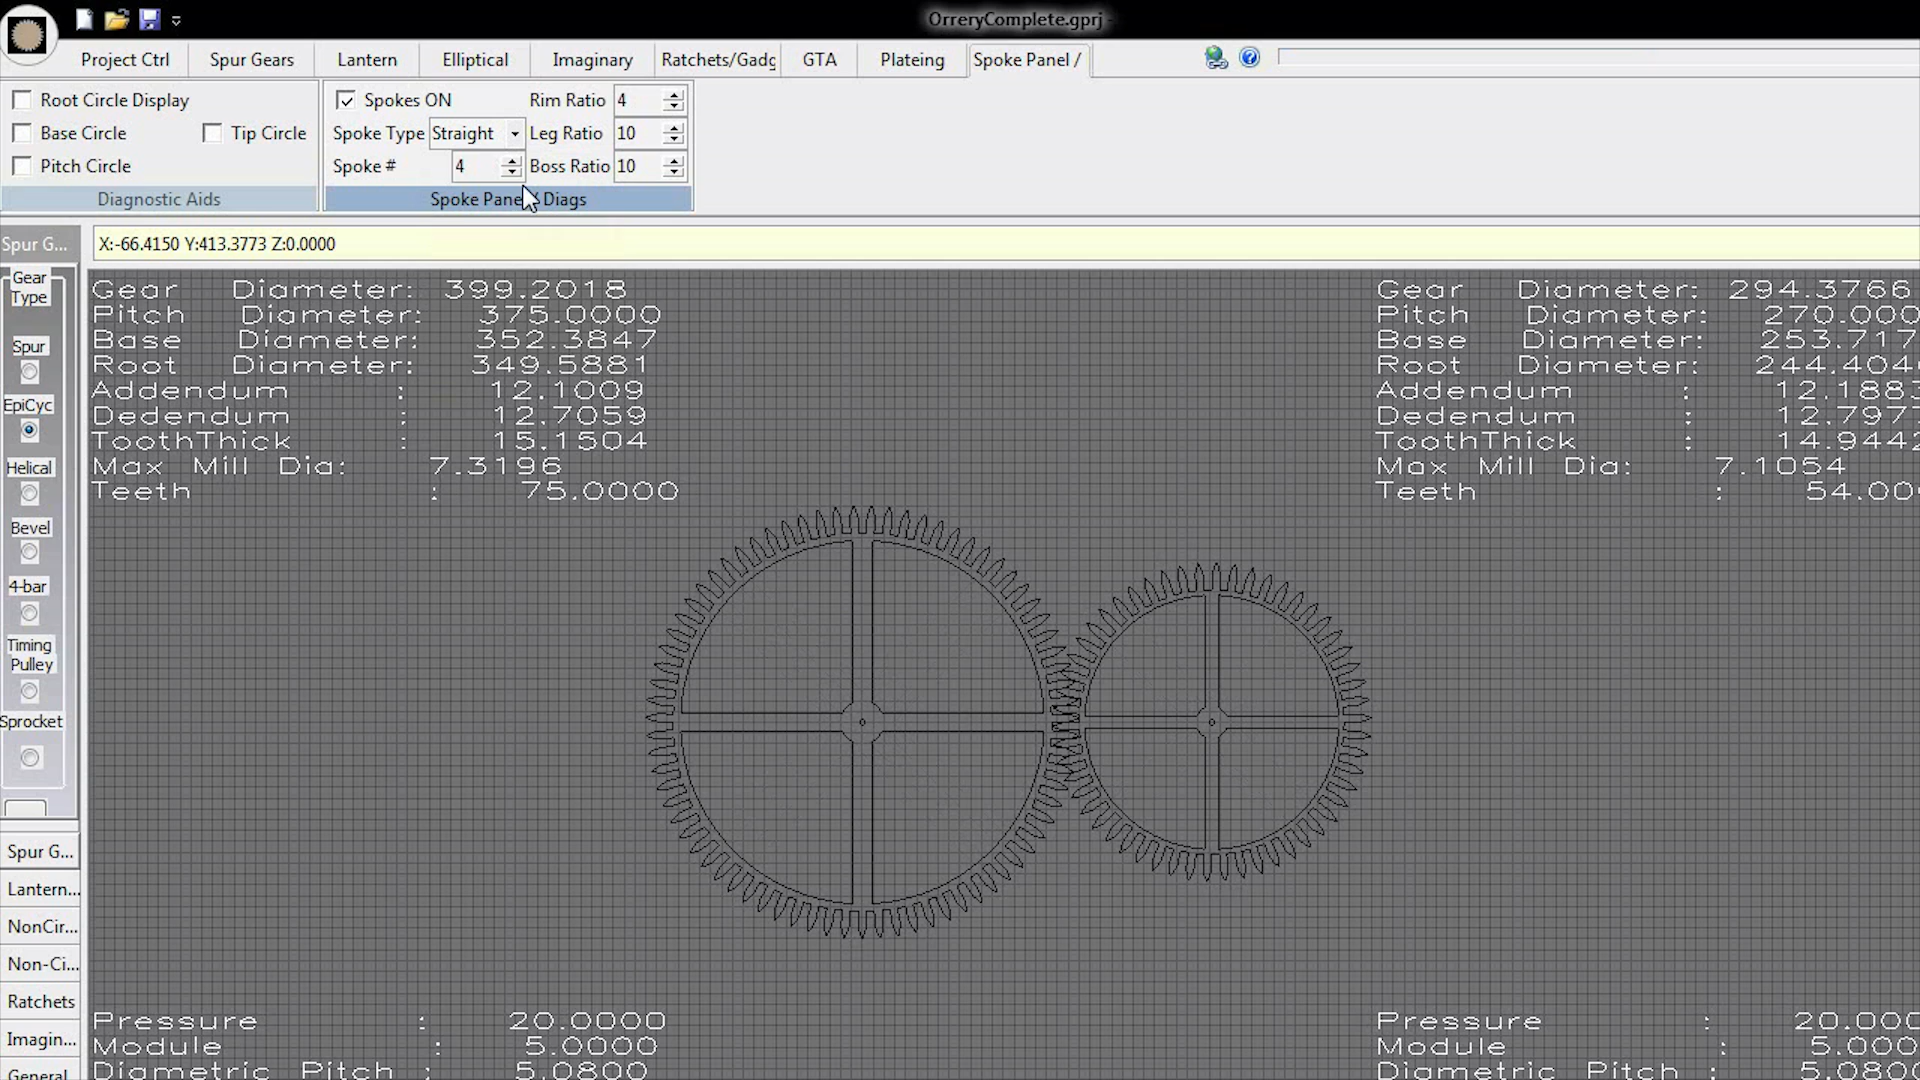 OrreryComplete.gprj -
Project Ctrl Spur Gears Lantern Elliptical Imaginary Ratchets/Gadg GTA Plateing Spoke Panel /
Root Circle Display
Base Circle Tip Circle
Pitch Circle
Diagnostic Aids
Spokes ON Rim Ratio 4
Spoke Type Straight Leg Ratio 10
Spoke # 4 Boss Ratio 10
Spoke Pane / Diags
Spur G...
X:-66.4150 Y:413.3773 Z:0.0000
Gear
Type
Spur
EpiCyc
Helical
Bevel
4-bar
Timing
Pulley
Sprocket
Spur G...
Lantern...
NonCir...
Non-Ci...
Ratchets
Imagin...
General
Gear Diameter: 399.2018
Pitch Diameter: 375.0000
Base Diameter: 352.3847
Root Diameter: 349.5881
Addendum : 12.1009
Dedendum : 12.7059
ToothThick : 15.1504
Max Mill Dia: 7.3196
Teeth : 75.0000
Gear Diameter: 294.3766
Pitch Diameter: 270.000
Base Diameter: 253.717
Root Diameter: 244.404
Addendum : 12.1883
Dedendum : 12.797
ToothThick : 14.9442
Max Mill Dia: 7.1054
Teeth : 54.00
Pressure : 20.0000
Module : 5.0000
Diametric Pitch : 5.0800
Pressure : 20.000
Module : 5.000
Diametric Pitch : 5.080